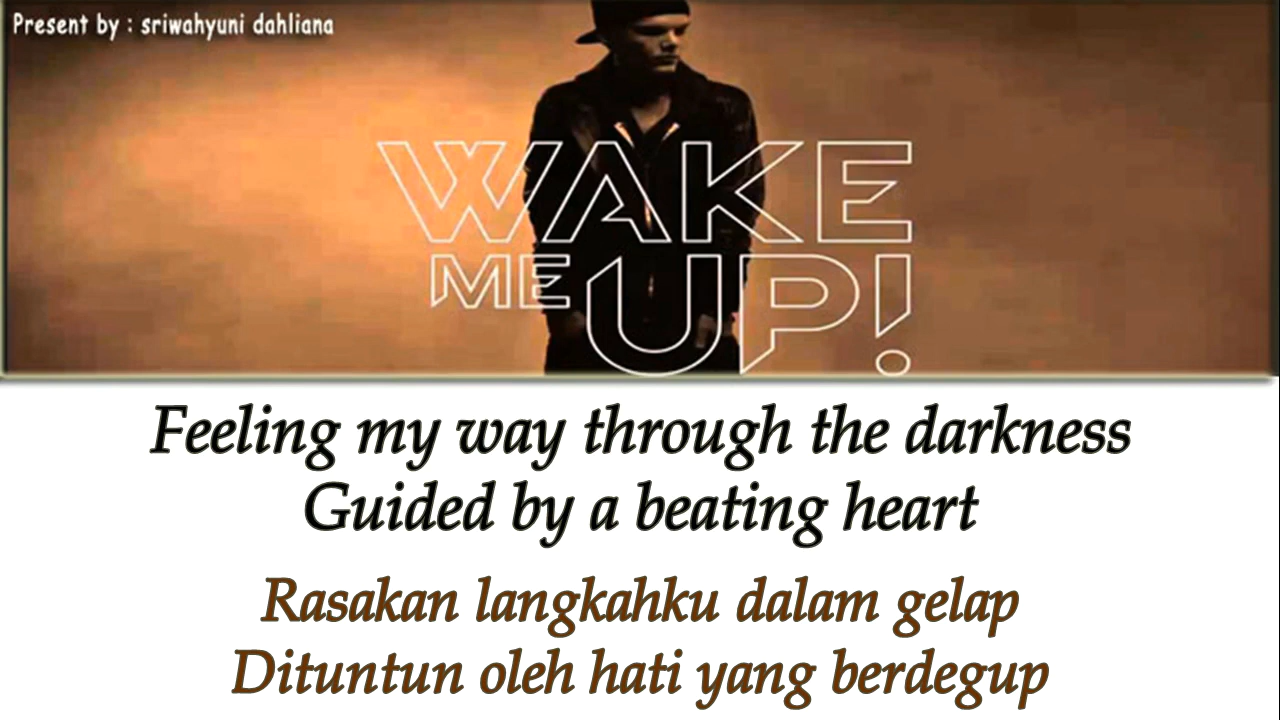 Present by : sriwahyuni dahliana
WAKE
ME UP!
Feeling my way through the darkness
Guided by a beating heart
Rasakan langkahku dalam gelap
Dituntun oleh hati yang berdegup